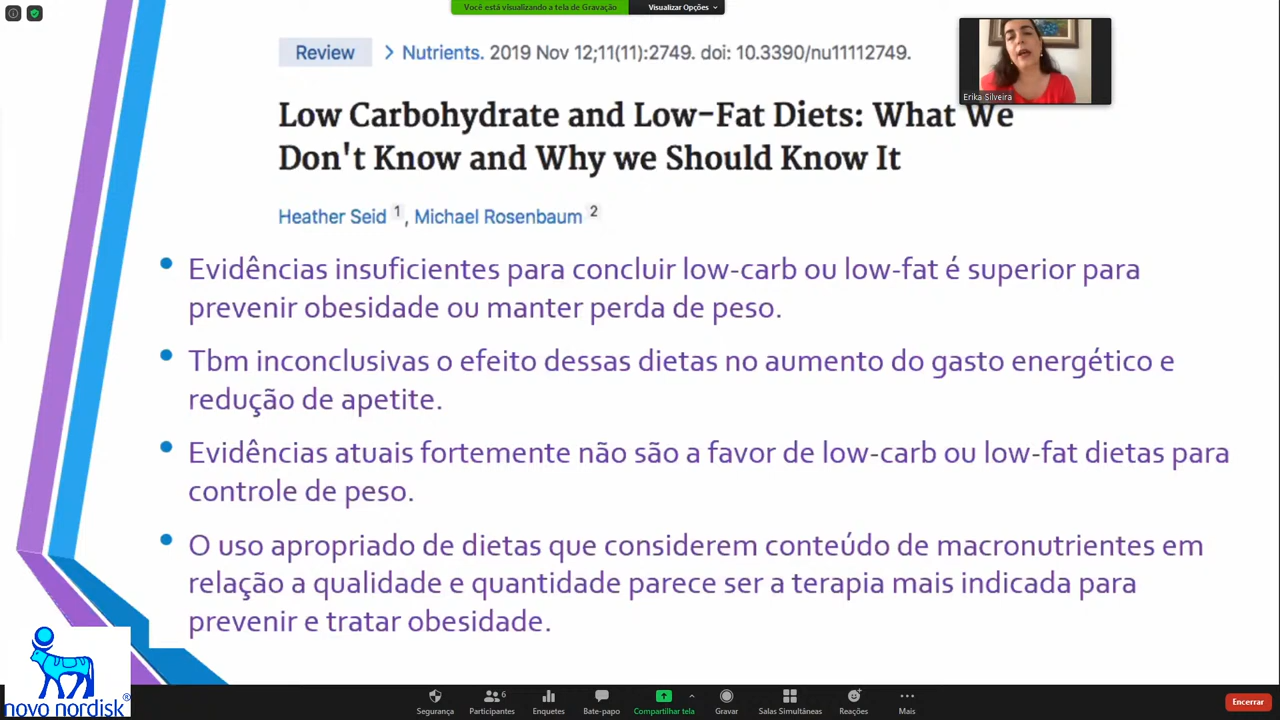 Você está visualizando a tela de Gravação
Visualizar Opções
Review
Nutrients. 2019 Nov 12;11(11):2749. doi: 10.3390/nu11112749.
Erika Silveira
Low Carbohydrate and Low-Fat Diets: What We
Don't Know and Why we Should Know It
Heather Seid 1, Michael Rosenbaum 2
• Evidências insuficientes para concluir low-carb ou low-fat é superior para
prevenir obesidade ou manter perda de peso.
• Tbm inconclusivas o efeito dessas dietas no aumento do gasto energético e
redução de apetite.
• Evidências atuais fortemente não são a favor de low-carb ou low-fat dietas para
controle de peso.
• O uso apropriado de dietas que considerem conteúdo de macronutrientes em
relação a qualidade e quantidade parece ser a terapia mais indicada para
prevenir e tratar obesidade.
novo nordisk®
Segurança
Participantes 6
Enquetes
Bate-papo
Compartilhar tela
Gravar
Salas Simultâneas
Reações
Mais
Encerrar